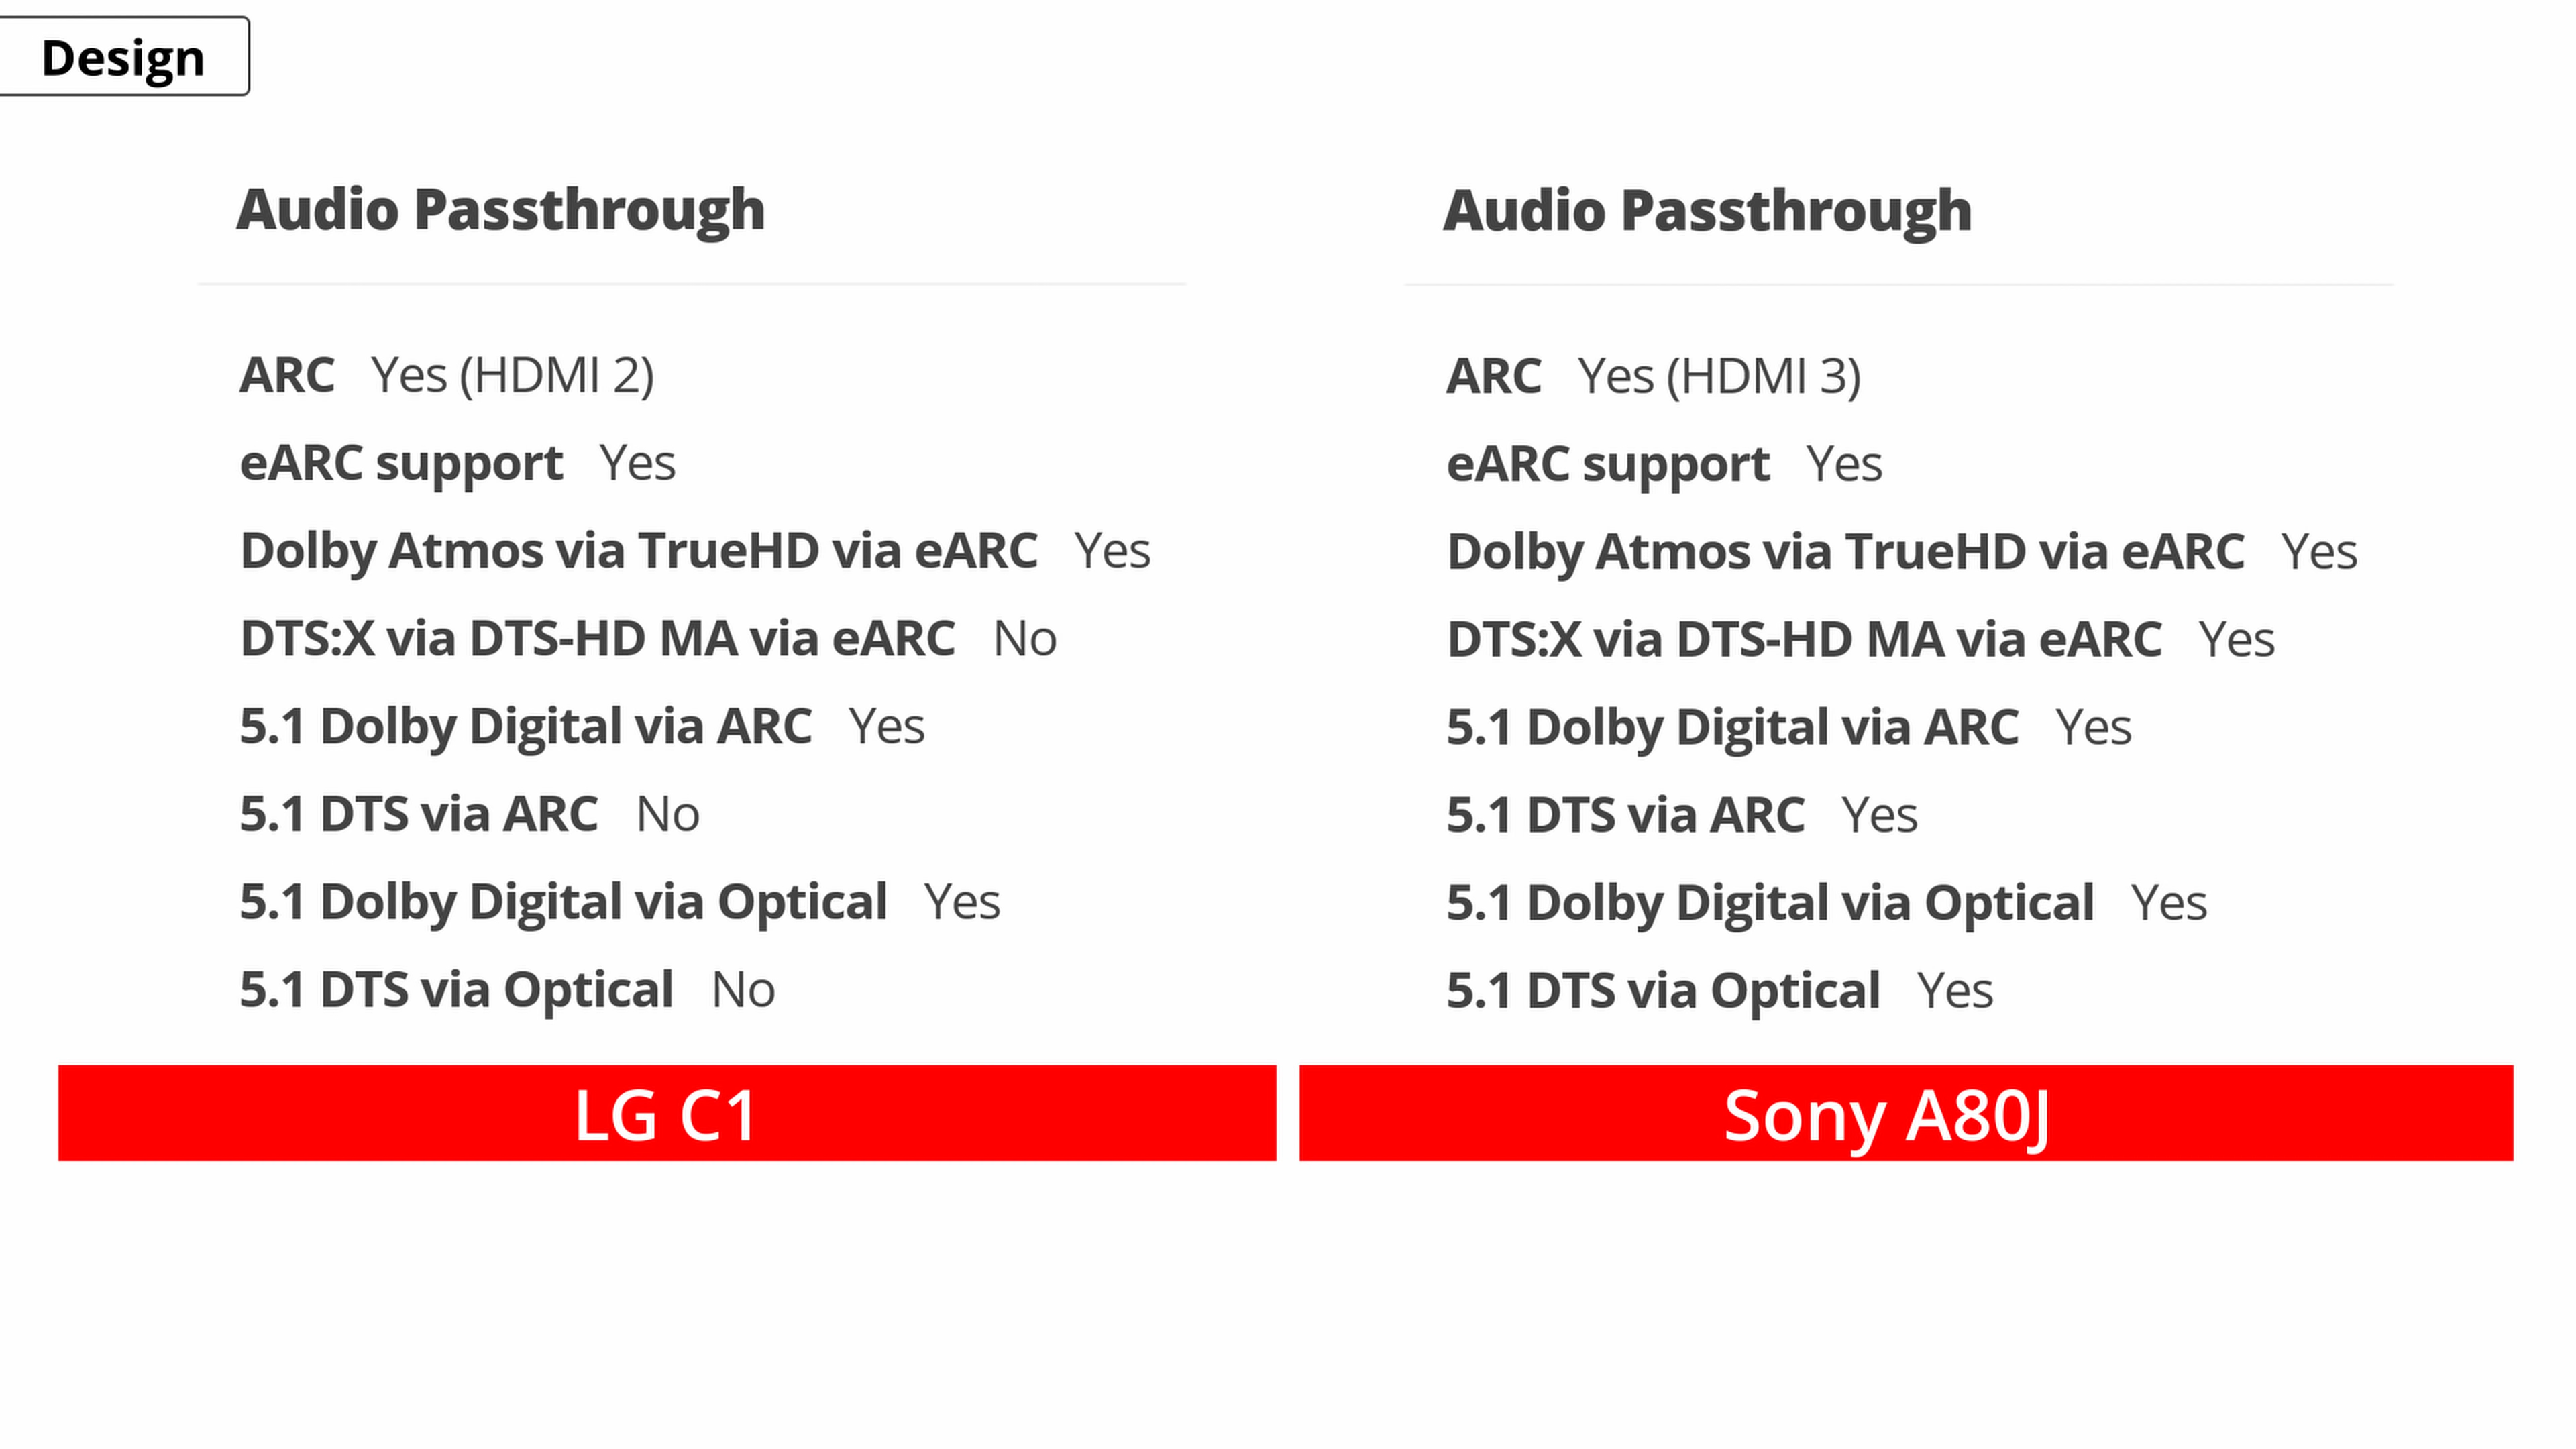 Design
Audio Passthrough
ARC Yes (HDMI 2)
eARC support Yes
Dolby Atmos via TrueHD via eARC Yes
DTS:X via DTS-HD MA via eARC No
5.1 Dolby Digital via ARC Yes
5.1 DTS via ARC No
5.1 Dolby Digital via Optical Yes
5.1 DTS via Optical No
LG C1
Audio Passthrough
ARC Yes (HDMI 3)
eARC support Yes
Dolby Atmos via TrueHD via eARC Yes
DTS:X via DTS-HD MA via eARC Yes
5.1 Dolby Digital via ARC Yes
5.1 DTS via ARC Yes
5.1 Dolby Digital via Optical Yes
5.1 DTS via Optical Yes
Sony A80J